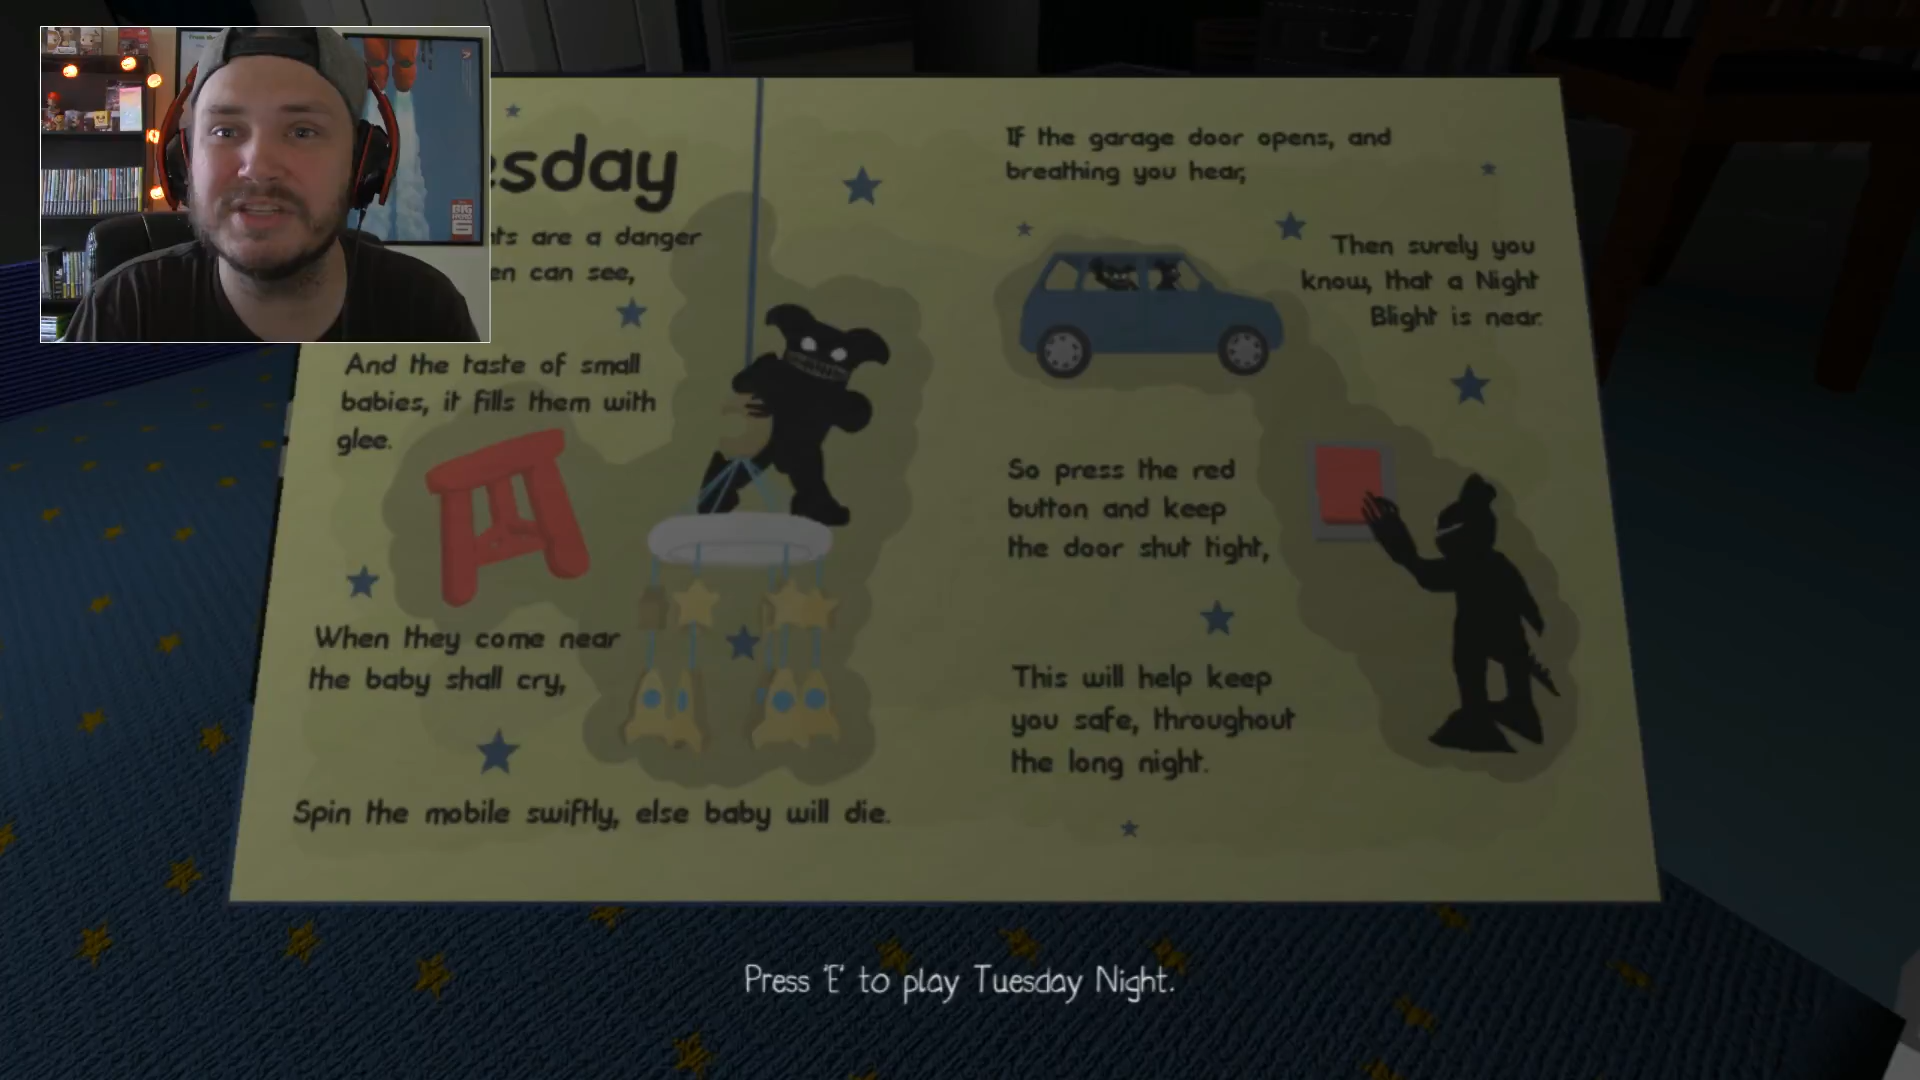 sday
are a danger
can see,
And the taste of small
babies, it fills them with
glee.
When they come near
the baby shall cry,
Spin the mobile swiftly, else baby will die.
If the garage door opens, and
breathing you hear,
Then surely you
know, that a Night
Blight is near.
So press the red
button and keep
the door shut tight,
This will help keep
you safe, throughout
the long night.
Press 'E' to play Tuesday Night.